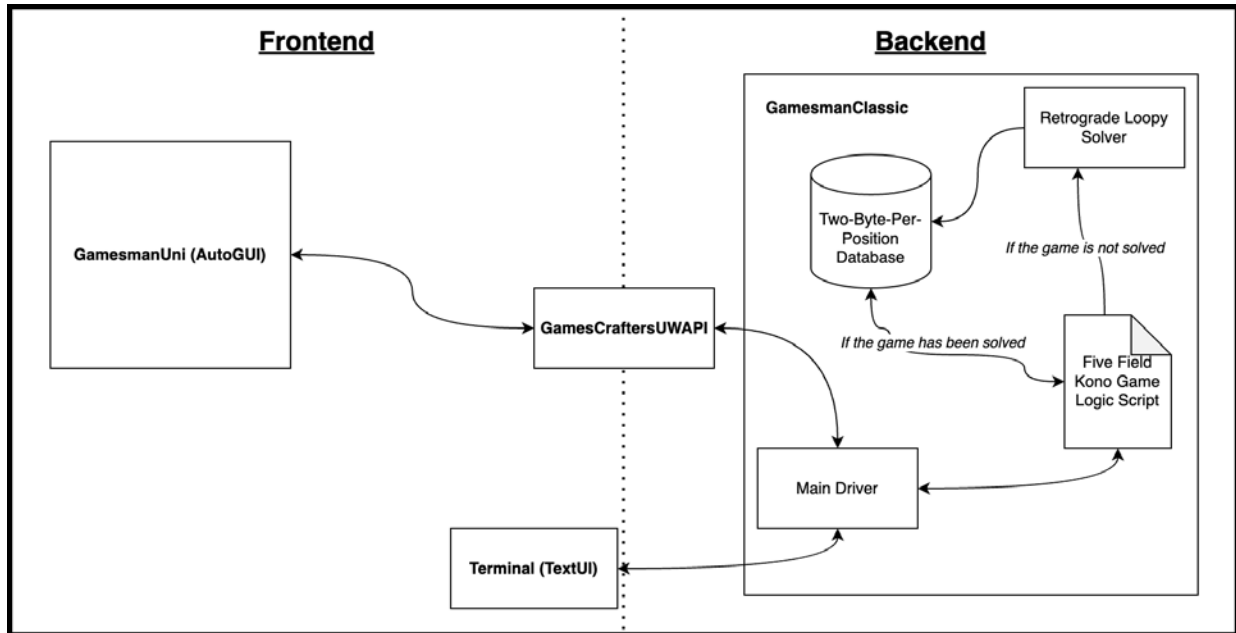 Frontend
Backend
GamesmanClassic
Retrograde Loopy
Solver
Two-Byte-Per-
Position
Database
GamesmanUni (AutoGUI)
If the game is not solved
GamesCraftersUWAPI
If the game has been solved
Five Field
Kono Game
Logic Script
Main Driver
Terminal (TextUI)